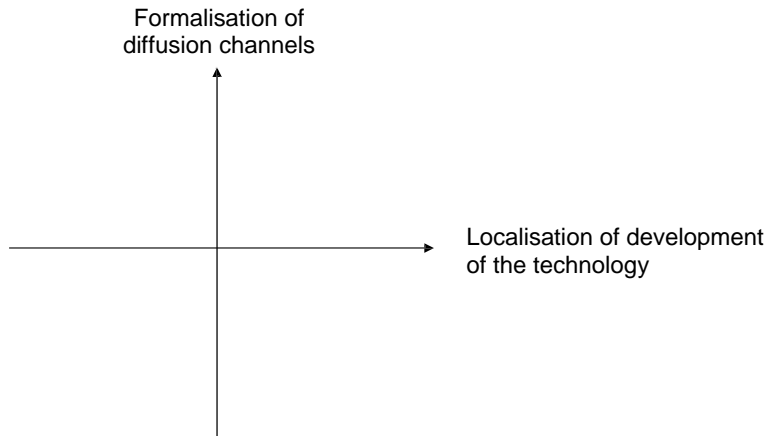 Formalisation of
diffusion channels
Localisation of development
of the technology